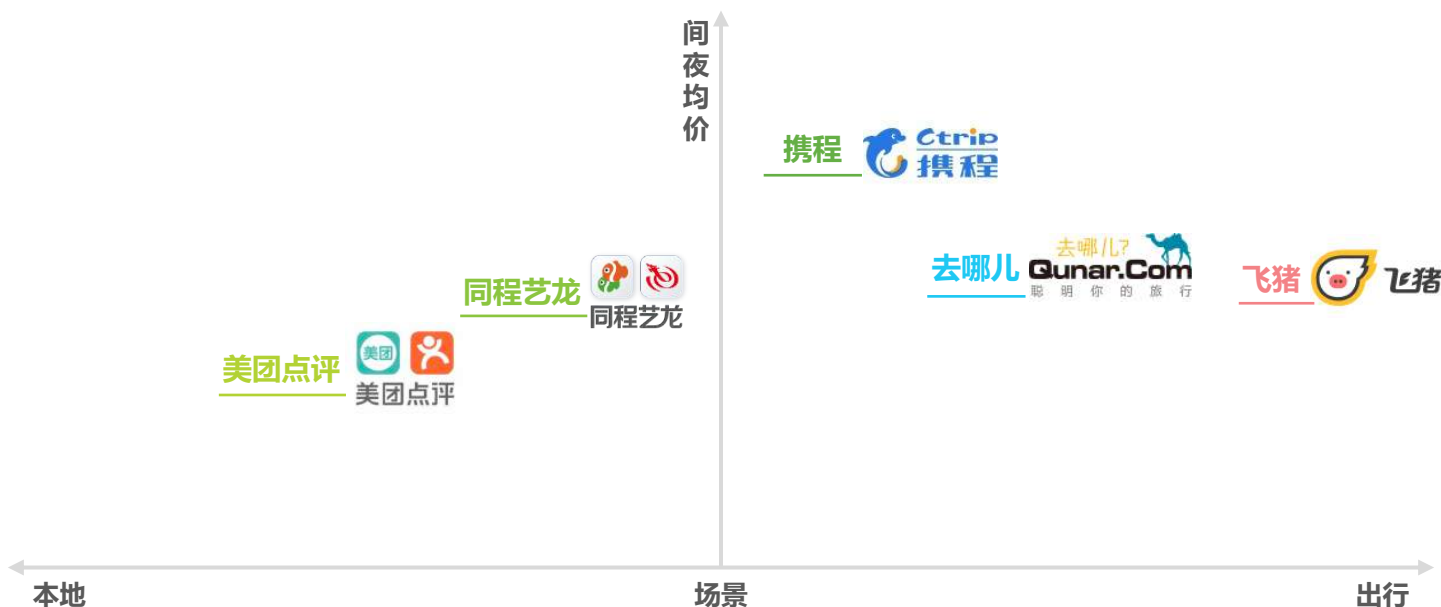 间夜均价
携程
Ctrip
携程
去哪儿
去哪儿?
Qunar.Com
聪明你的旅行
飞猪
飞猪
同程艺龙
同程艺龙
美团点评
美团
美团点评
本地
场景
出行